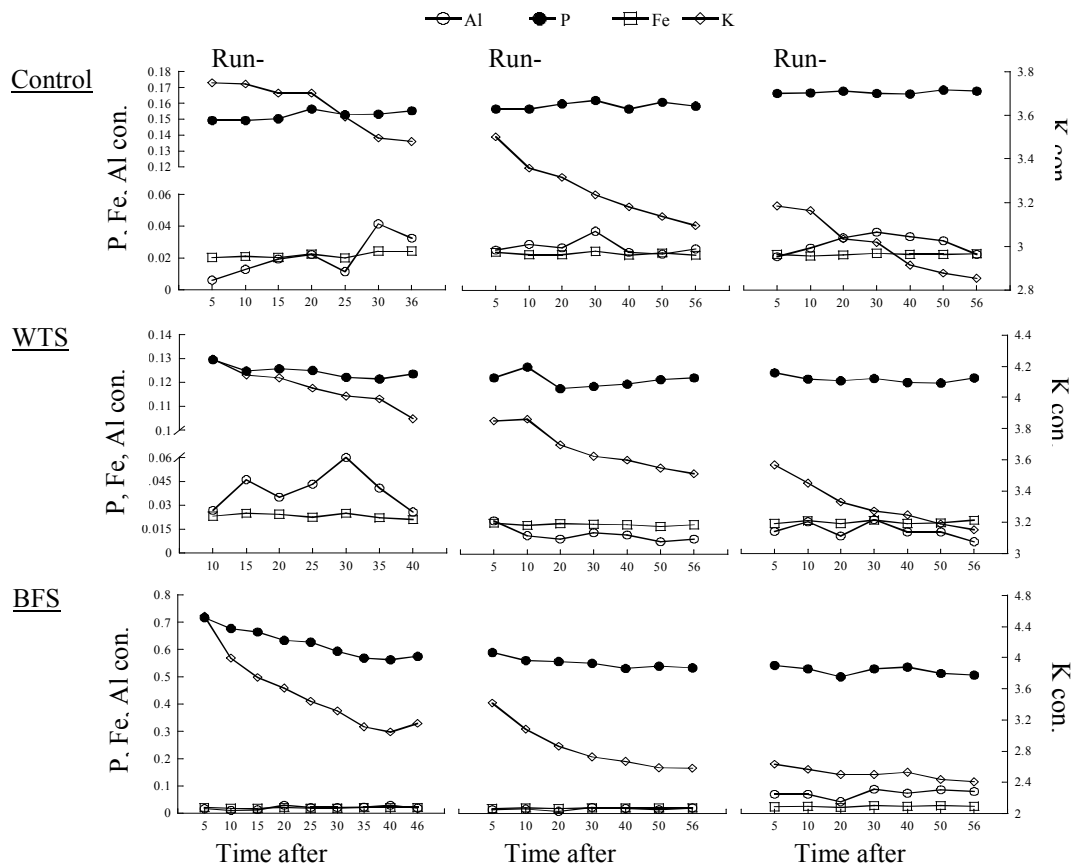 Al P Fe K
Run- Run- Run-
Control
P, Fe, Al con.
0.18
0.17
0.16
0.15
0.14
0.13
0.12
0.06
0.04
0.02
0
3.8
3.6
3.4
3.2
3
2.8
K con
5 10 15 20 25 30 36
5 10 20 30 40 50 56
5 10 20 30 40 50 56
WTS
P, Fe, Al con.
0.15
0.14
0.13
0.12
0.11
0.1
0.06
0.045
0.03
0.015
0
4.4
4.2
4
3.8
3.6
3.4
3.2
3
K con.
10 15 20 25 30 35 40
5 10 20 30 40 50 56
5 10 20 30 40 50 56
BFS
P, Fe, Al con.
0.8
0.7
0.6
0.5
0.4
0.3
0.2
0.1
0
4.8
4.4
4
3.6
3.2
2.8
2.4
2
K con.
5 10 15 20 25 30 35 40 46
5 10 20 30 40 50 56
5 10 20 30 40 50 56
Time after Time after Time after